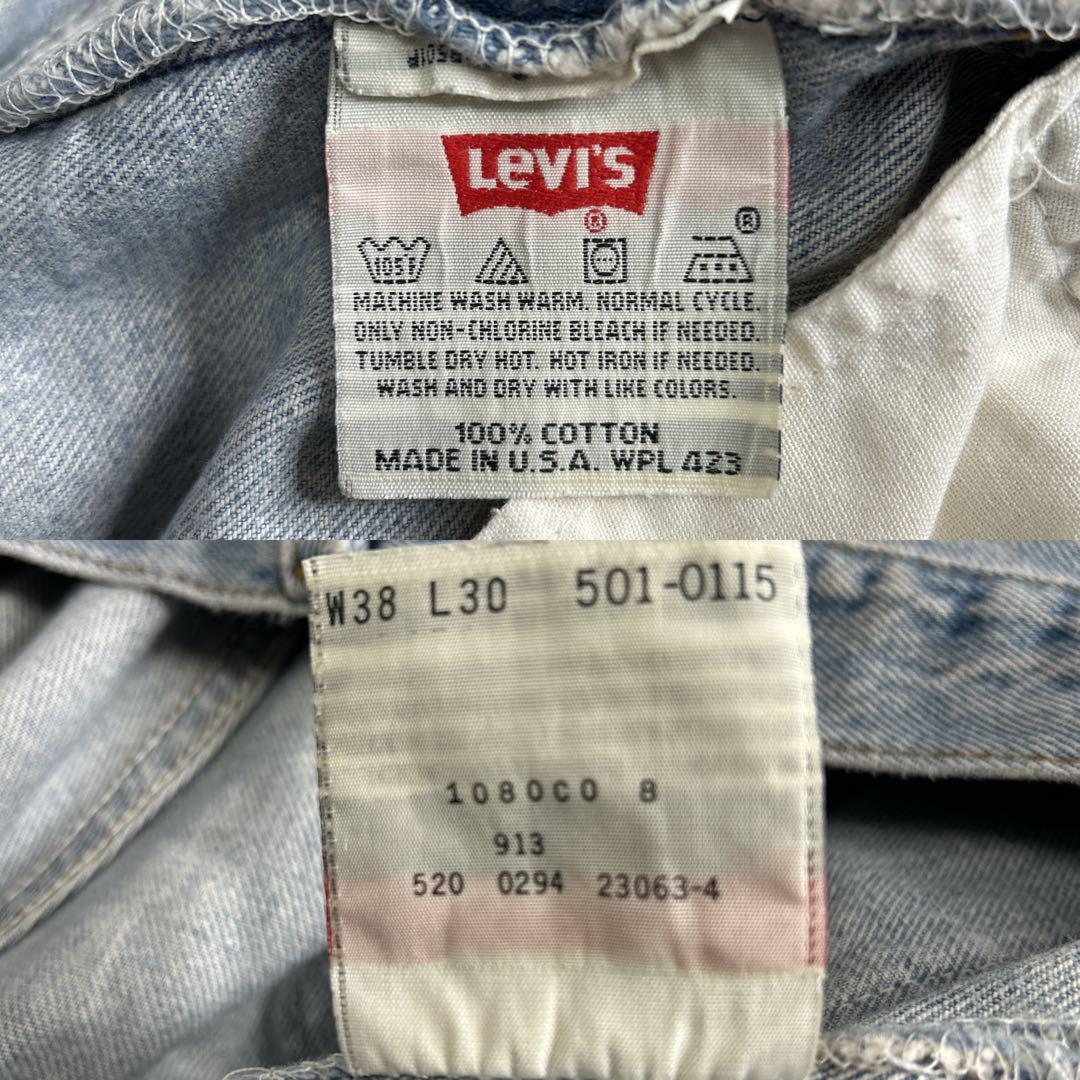 LEVI'S
®
®
105F
MACHINE WASH WARM. NORMAL CYCLE.
ONLY NON-CHLORINE BLEACH IF NEEDED.
TUMBLE DRY HOT. HOT IRON IF NEEDED.
WASH AND DRY WITH LIKE COLORS.
100% COTTON
MADE IN U.S.A. WPL 423
W38 L30 501-0115
1080C0 8
913
520 0294 23063-4